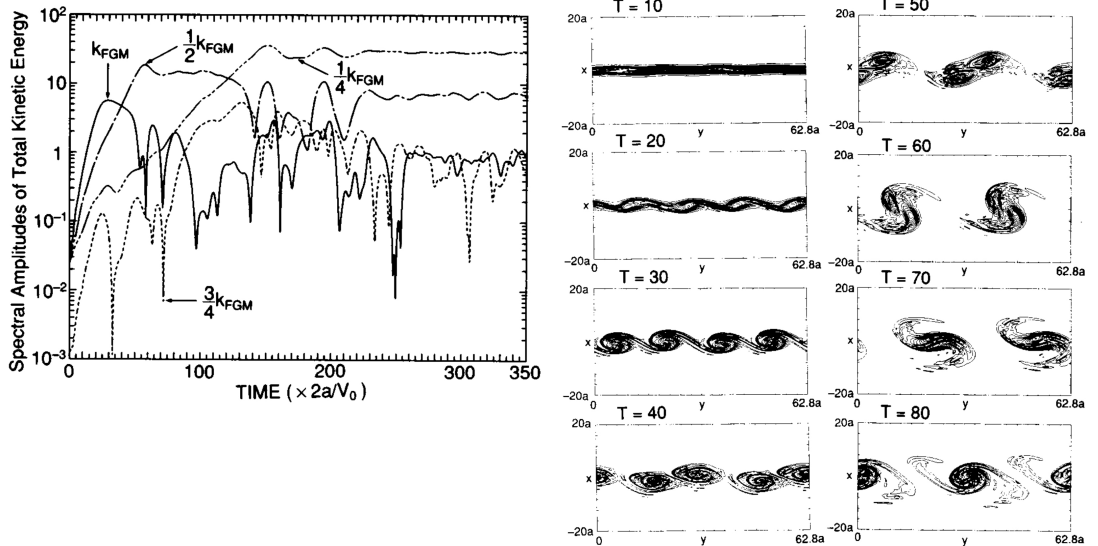 Spectral Amplitudes of Total Kinetic Energy
10²
10
1
10⁻¹
10⁻²
10⁻³
k_FGM
1/2 k_FGM
1/4 k_FGM
3/4 k_FGM
0 100 200 300 350
TIME (× 2a/V₀)
T = 10
20a
x
−20a
0 y 62.8a
T = 20
20a
x
−20a
0 y 62.8a
T = 30
20a
x
−20a
0 y 62.8a
T = 40
20a
x
−20a
0 y 62.8a
T = 50
20a
x
−20a
0 y 62.8a
T = 60
20a
x
−20a
0 y 62.8a
T = 70
20a
x
−20a
0 y 62.8a
T = 80
20a
x
−20a
0 y 62.8a